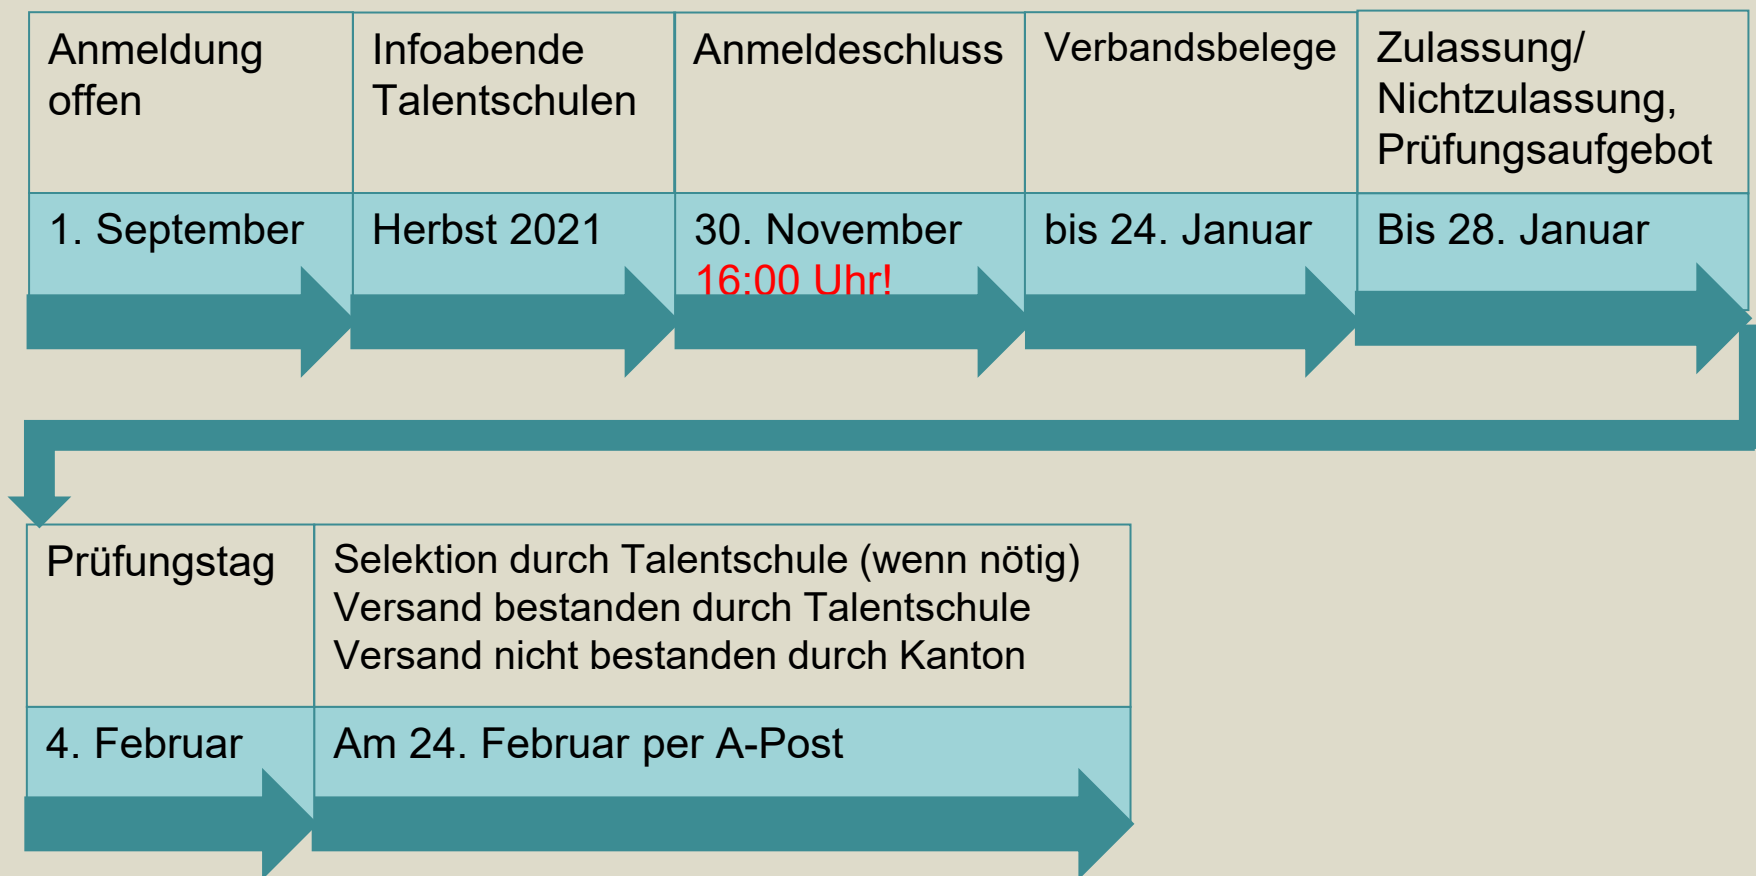 Anmeldung
offen
Infoabende
Talentschulen
Anmeldeschluss
Verbandsbelege
Zulassung/
Nichtzulassung,
Prüfungsaufgebot
1. September
Herbst 2021
30. November
16:00 Uhr!
bis 24. Januar
Bis 28. Januar
Prüfungstag
Selektion durch Talentschule (wenn nötig)
Versand bestanden durch Talentschule
Versand nicht bestanden durch Kanton
4. Februar
Am 24. Februar per A-Post